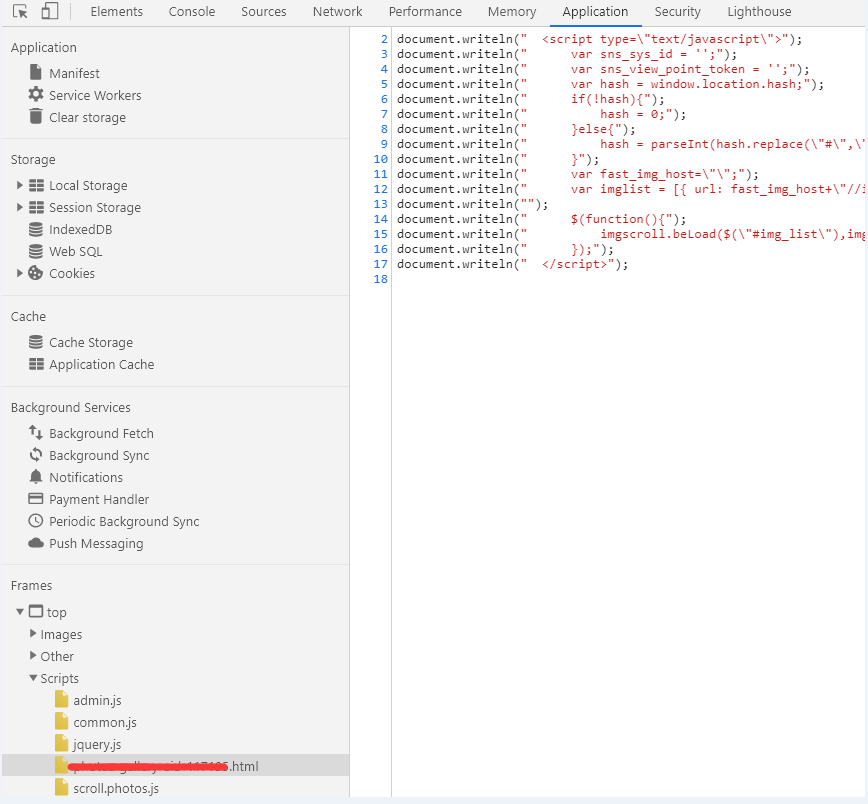 Elements Console Sources Network Performance Memory Application Security Lighthouse
Application
Manifest
Service Workers
Clear storage
Storage
Local Storage
Session Storage
IndexedDB
Web SQL
Cookies
Cache
Cache Storage
Application Cache
Background Services
Background Fetch
Background Sync
Notifications
Payment Handler
Periodic Background Sync
Push Messaging
Frames
top
Images
Other
Scripts
admin.js
common.js
jquery.js
.html
scroll.photos.js
2 document.writeln("  <script type=\"text/javascript\">");
3 document.writeln("      var sns_sys_id = '';");
4 document.writeln("      var sns_view_point_token = '';");
5 document.writeln("      var hash = window.location.hash;");
6 document.writeln("      if(!hash){");
7 document.writeln("          hash = 0;");
8 document.writeln("      }else{");
9 document.writeln("          hash = parseInt(hash.replace(\"#\",\"
10 document.writeln("      }");
11 document.writeln("      var fast_img_host=\"\";");
12 document.writeln("      var imglist = [{ url: fast_img_host+\"//i
13 document.writeln("");
14 document.writeln("      $(function(){");
15 document.writeln("          imgscroll.beLoad($(\"#img_list\"),img
16 document.writeln("      });");
17 document.writeln("  </script>");
18